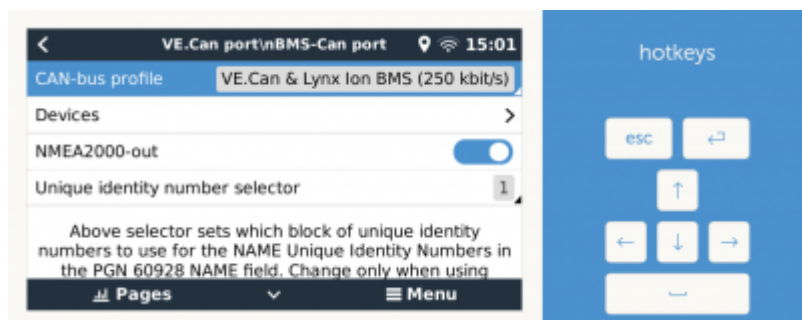 VE.Can port\nBMS-Can port 15:01
CAN-bus profile VE.Can & Lynx Ion BMS (250 kbit/s)
Devices
NMEA2000-out
Unique identity number selector 1
Above selector sets which block of unique identity
numbers to use for the NAME Unique Identity Numbers in
the PGN 60928 NAME field. Change only when using
Pages Menu
hotkeys
esc